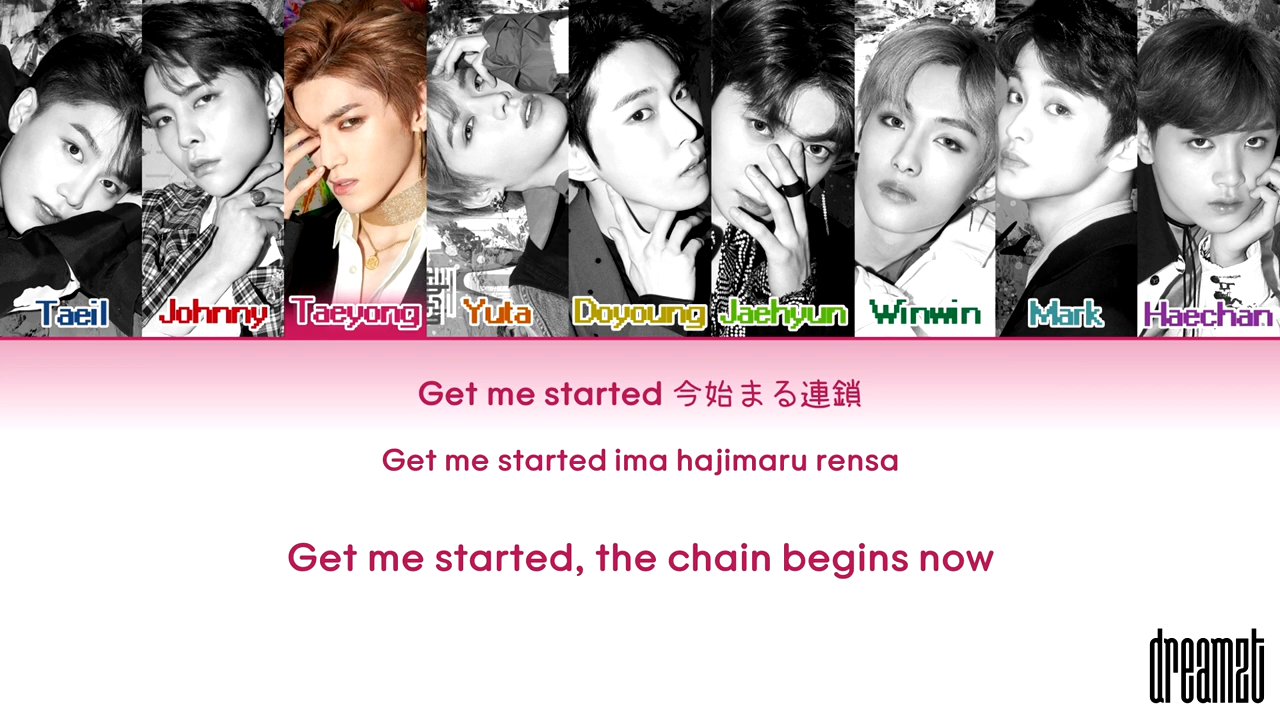 Taeil Johnny Taeyong Yuta Doyoung Jaehyun Winwin Mark Haechan
Get me started 今始まる連鎖
Get me started ima hajimaru rensa
Get me started, the chain begins now
dreamzt